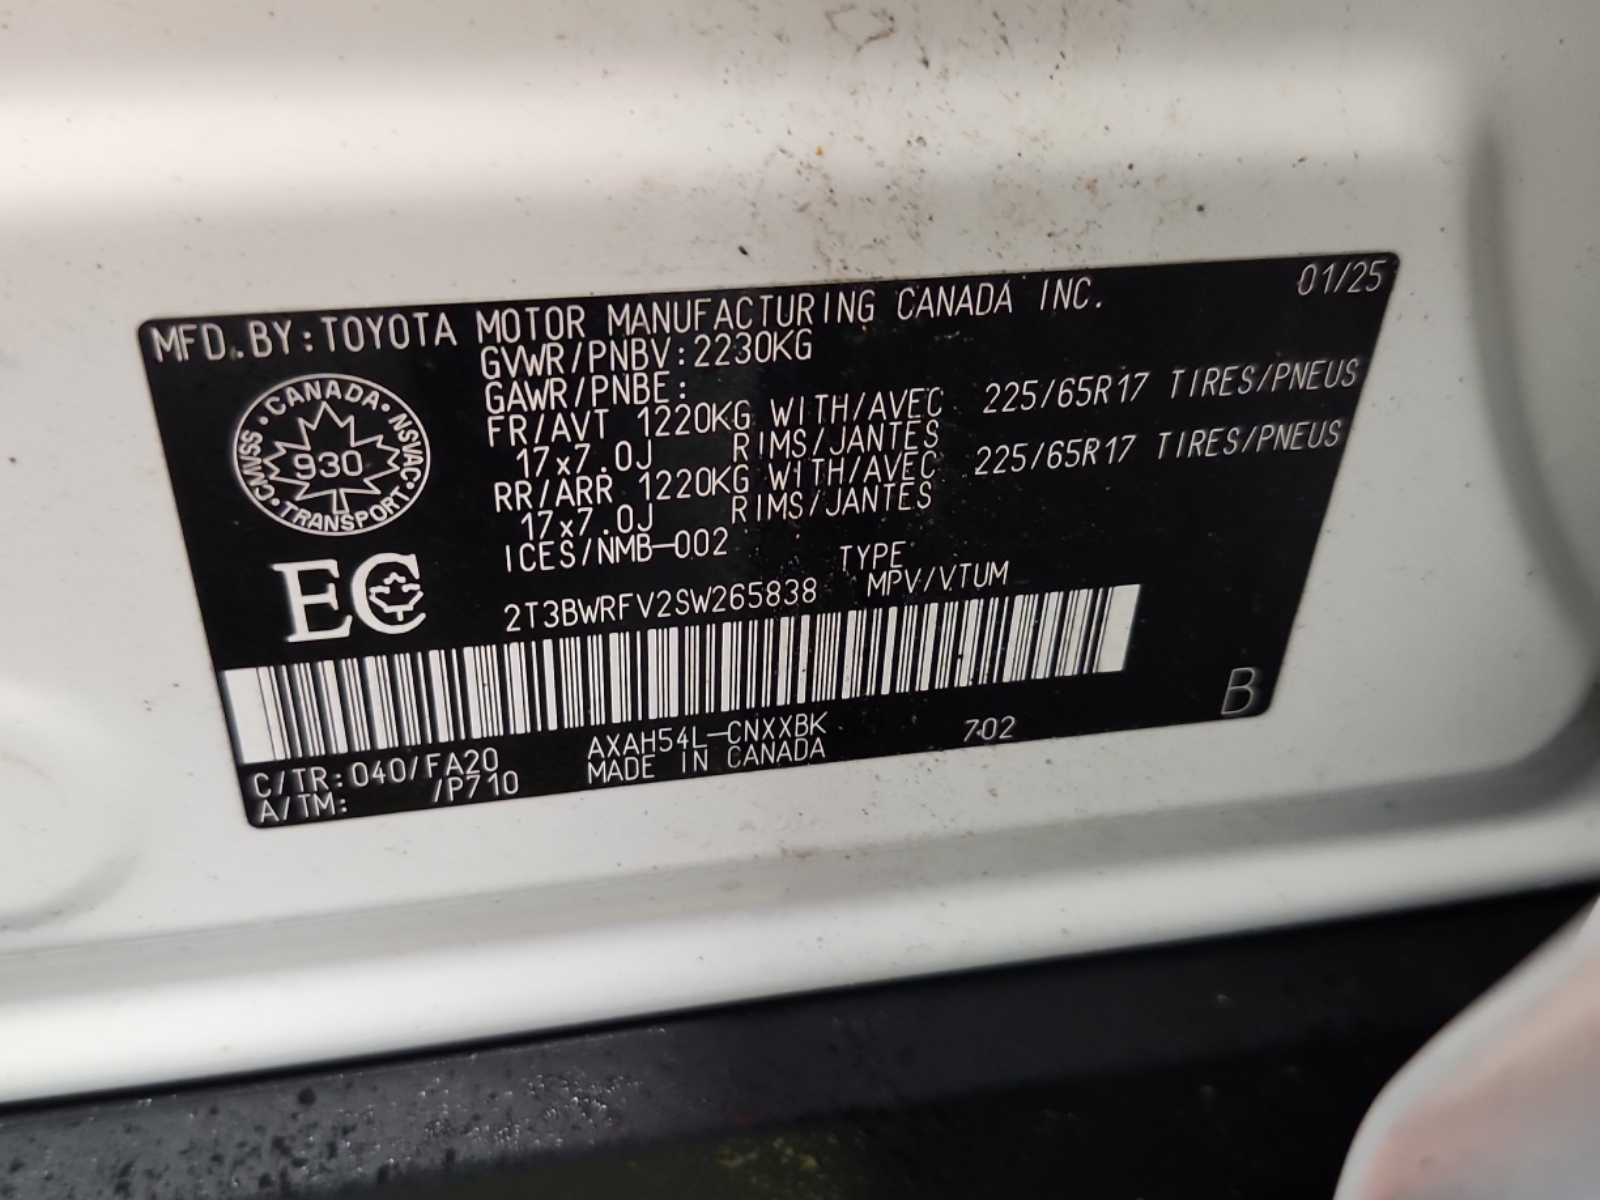 MFD.BY:TOYOTA MOTOR MANUFACTURING CANADA INC. 01/25
GVWR/PNBV:2230KG
GAWR/PNBE:
FR/AVT 1220KG WITH/AVEC 225/65R17 TIRES/PNEUS
17x7.0J RIMS/JANTES
RR/ARR 1220KG WITH/AVEC 225/65R17 TIRES/PNEUS
17x7.0J RIMS/JANTES
ICES/NMB-002
CANADA · NSVAC · TRANSPORT · CMVSS ·
930
EC
2T3BWRFV2SW265838
TYPE
MPV/VTUM
C/TR:040/FA20
A/TM: /P710
AXAH54L-CNXXBK
MADE IN CANADA
702
B